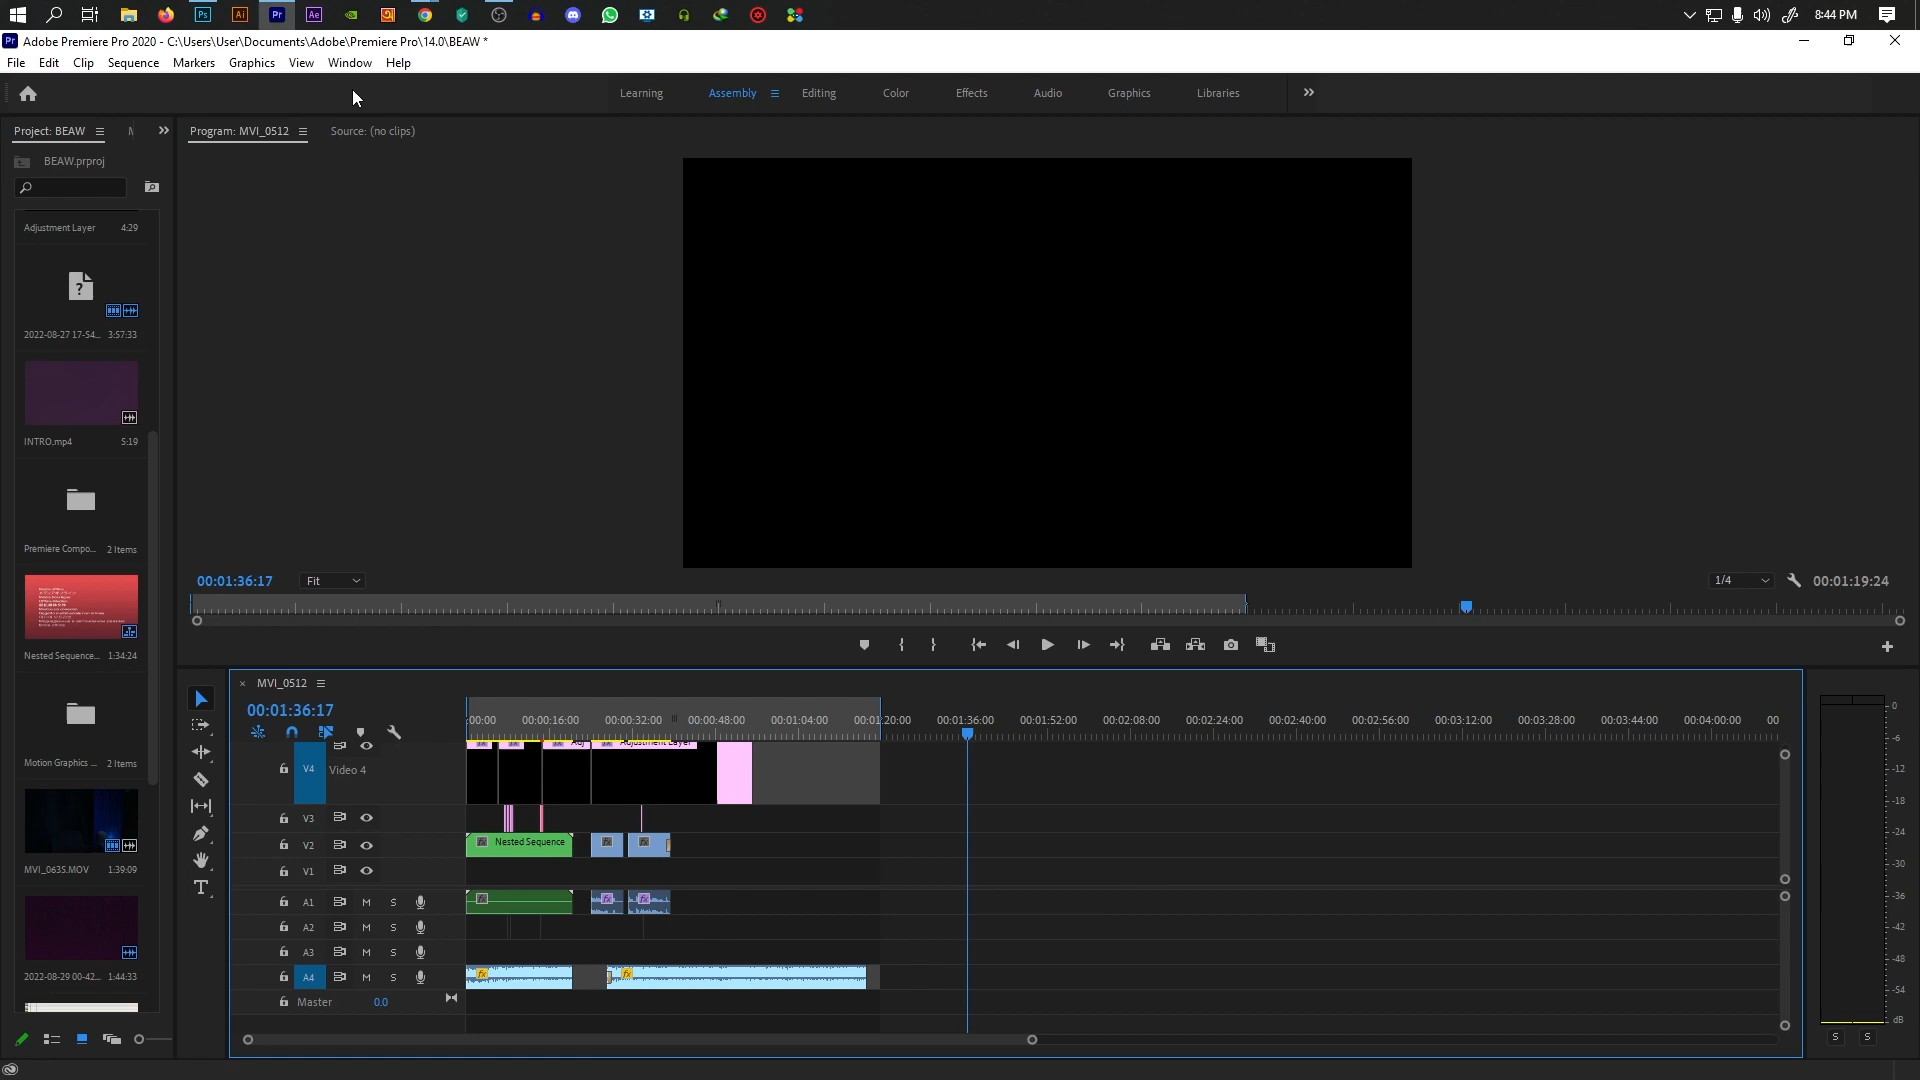 8:44 PM
Adobe Premiere Pro 2020 - C:\Users\User\Documents\Adobe\Premiere Pro\14.0\BEAW *
File Edit Clip Sequence Markers Graphics View Window Help
Learning Assembly Editing Color Effects Audio Graphics Libraries
Project: BEAW
Program: MVI_0512
Source: (no clips)
BEAW.prproj
Adjustment Layer 4:29
2022-08-27 17-54... 3:57:33
INTRO.mp4 5:19
Premiere Compo... 2 Items
Nested Sequence... 1:34:24
Motion Graphics ... 2 Items
MVI_0635.MOV 1:39:09
2022-08-29 00-42... 1:44:33
00:01:36:17 Fit 1/4 00:01:19:24
MVI_0512
00:01:36:17
:00:00 00:00:16:00 00:00:32:00 00:00:48:00 00:01:04:00 00:01:20:00 00:01:36:00 00:01:52:00 00:02:08:00 00:02:24:00 00:02:40:00 00:02:56:00 00:03:12:00 00:03:28:00 00:03:44:00 00:04:00:00 00
Adj Adjustment Layer
V4 Video 4
V3
V2 Nested Sequence
V1
A1 M S
A2 M S
A3 M S
A4 M S
Master 0.0
0
-6
-12
-18
-24
-30
-36
-42
-48
-54
dB
S S